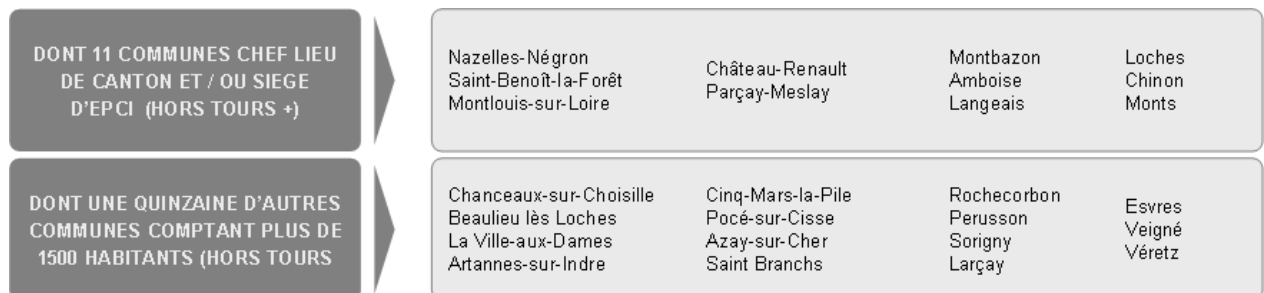 DONT 11 COMMUNES CHEF LIEU
DE CANTON ET / OU SIEGE
D'EPCI (HORS TOURS +)
Nazelles-Négron
Saint-Benoît-la-Forêt
Montlouis-sur-Loire
Château-Renault
Parçay-Meslay
Montbazon
Amboise
Langeais
Loches
Chinon
Monts
DONT UNE QUINZAINE D'AUTRES
COMMUNES COMPTANT PLUS DE
1500 HABITANTS (HORS TOURS
Chanceaux-sur-Choisille
Beaulieu lès Loches
La Ville-aux-Dames
Artannes-sur-Indre
Cinq-Mars-la-Pile
Pocé-sur-Cisse
Azay-sur-Cher
Saint Branchs
Rochecorbon
Perusson
Sorigny
Larçay
Esvres
Veigné
Véretz